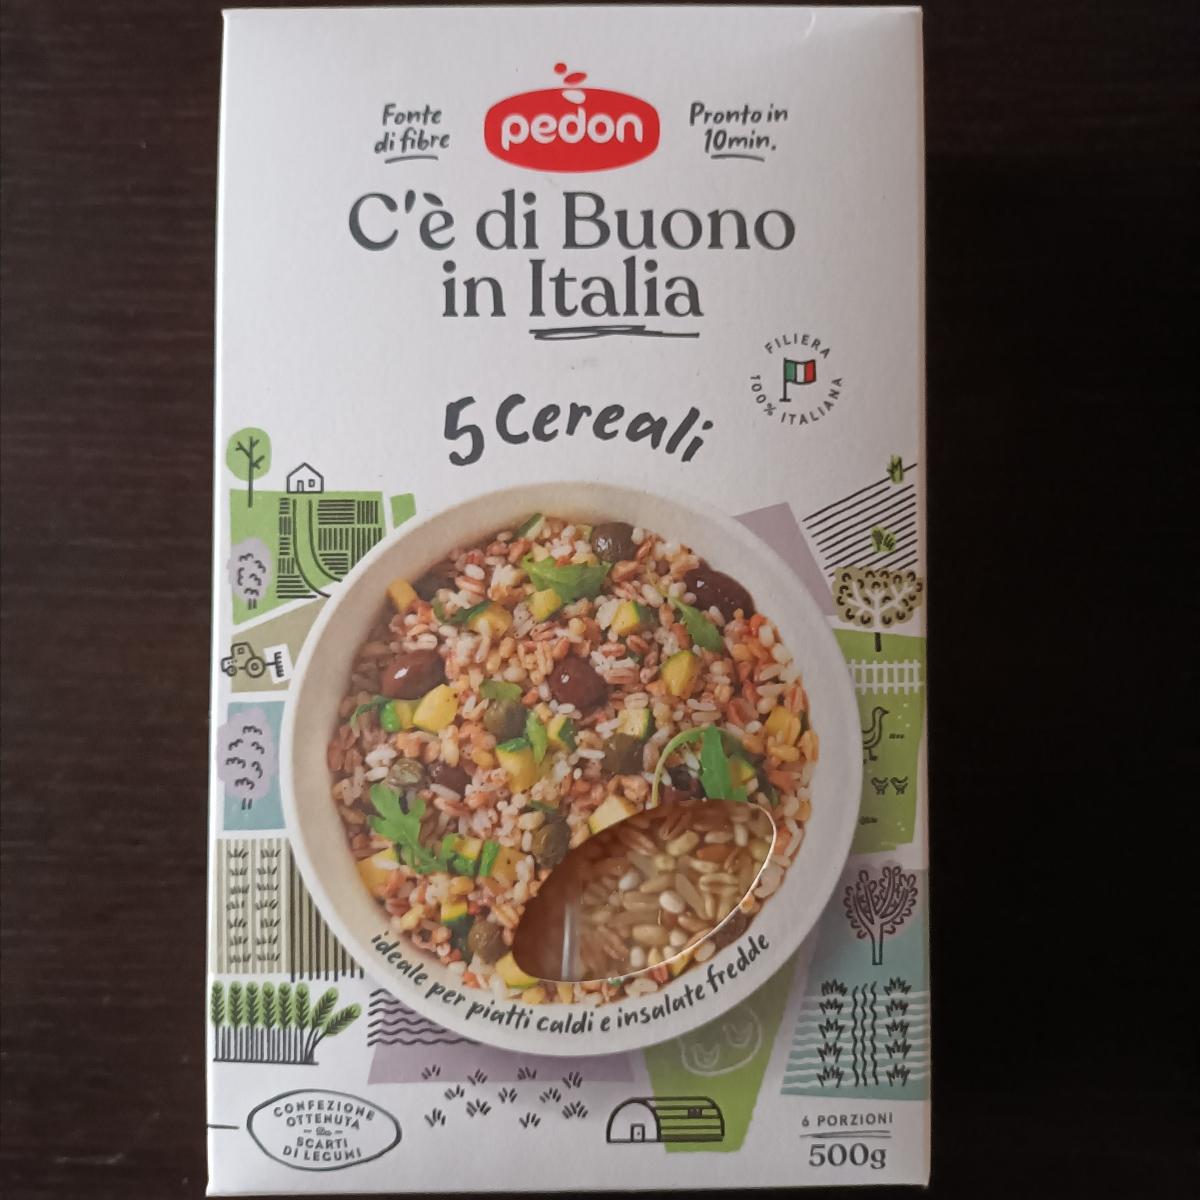 Fonte
di fibre
pedon
Pronto in
10min.
C'è di Buono
in Italia
FILIERA
100% ITALIANA
5 Cereali
ideale per piatti caldi e insalate fredde
CONFEZIONE
OTTENUTA
- Da -
SCARTI
DI LEGUMI
6 PORZIONI
500g